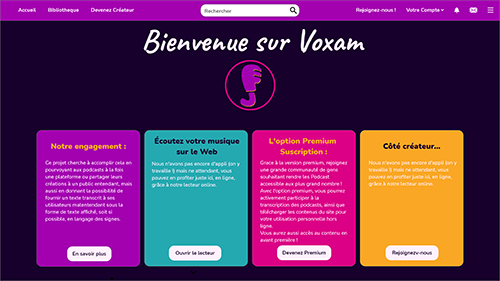 Accueil Bibliotheque Devenez Créateur Rechercher Rejoignez-nous ! Votre Compte
Bienvenue sur Voxam
Notre engagement :
Ce projet cherche à accomplir cela en
pourvoyant aux podcasts à la fois
une plateforme ou partager leurs
créations à un public entendant, mais
aussi en donnant la possibilité de
fournir un texte transcrit à ses
utilisateurs malentendant sous la
forme de texte affiché, soit si
possible, en langage des signes.
En savoir plus
Écoutez votre musique
sur le Web
Nous n'avons pas encore d'appli (on y
travaille !) mais ne attendant, vous
pouvez en profiter juste ici, en ligne,
grâce à notre lecteur online.
Ouvrir le lecteur
L'option Premium
Suscription :
Grace à la version premium, rejoignez
une grande communauté de gens
souhaitant rendre les Podcast
accessible aux plus grand nombre !
Avec l'option premium, vous pourrez
activement participer à la
transcription des podcasts, ainsi que
télécharger les contenus du site pour
votre utilisation personnelle hors
ligne.
Vous aurez aussi accès au contenu en
avant première !
Devenez Premium
Côté créateur...
Nous n'avons pas encore d'appli (on y
travaille !) mais ne attendant, vous
pouvez en profiter juste ici, en ligne,
grâce à notre lecteur online.
Rejoignezv-nous